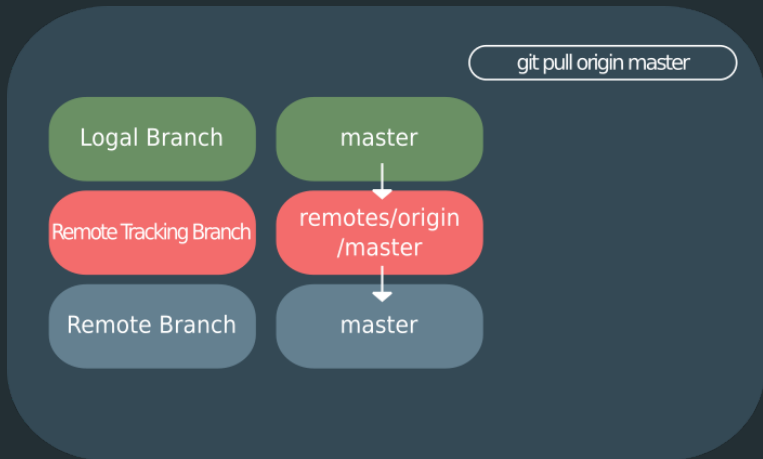 git pull origin master
Logal Branch
master
Remote Tracking Branch
remotes/origin
/master
Remote Branch
master